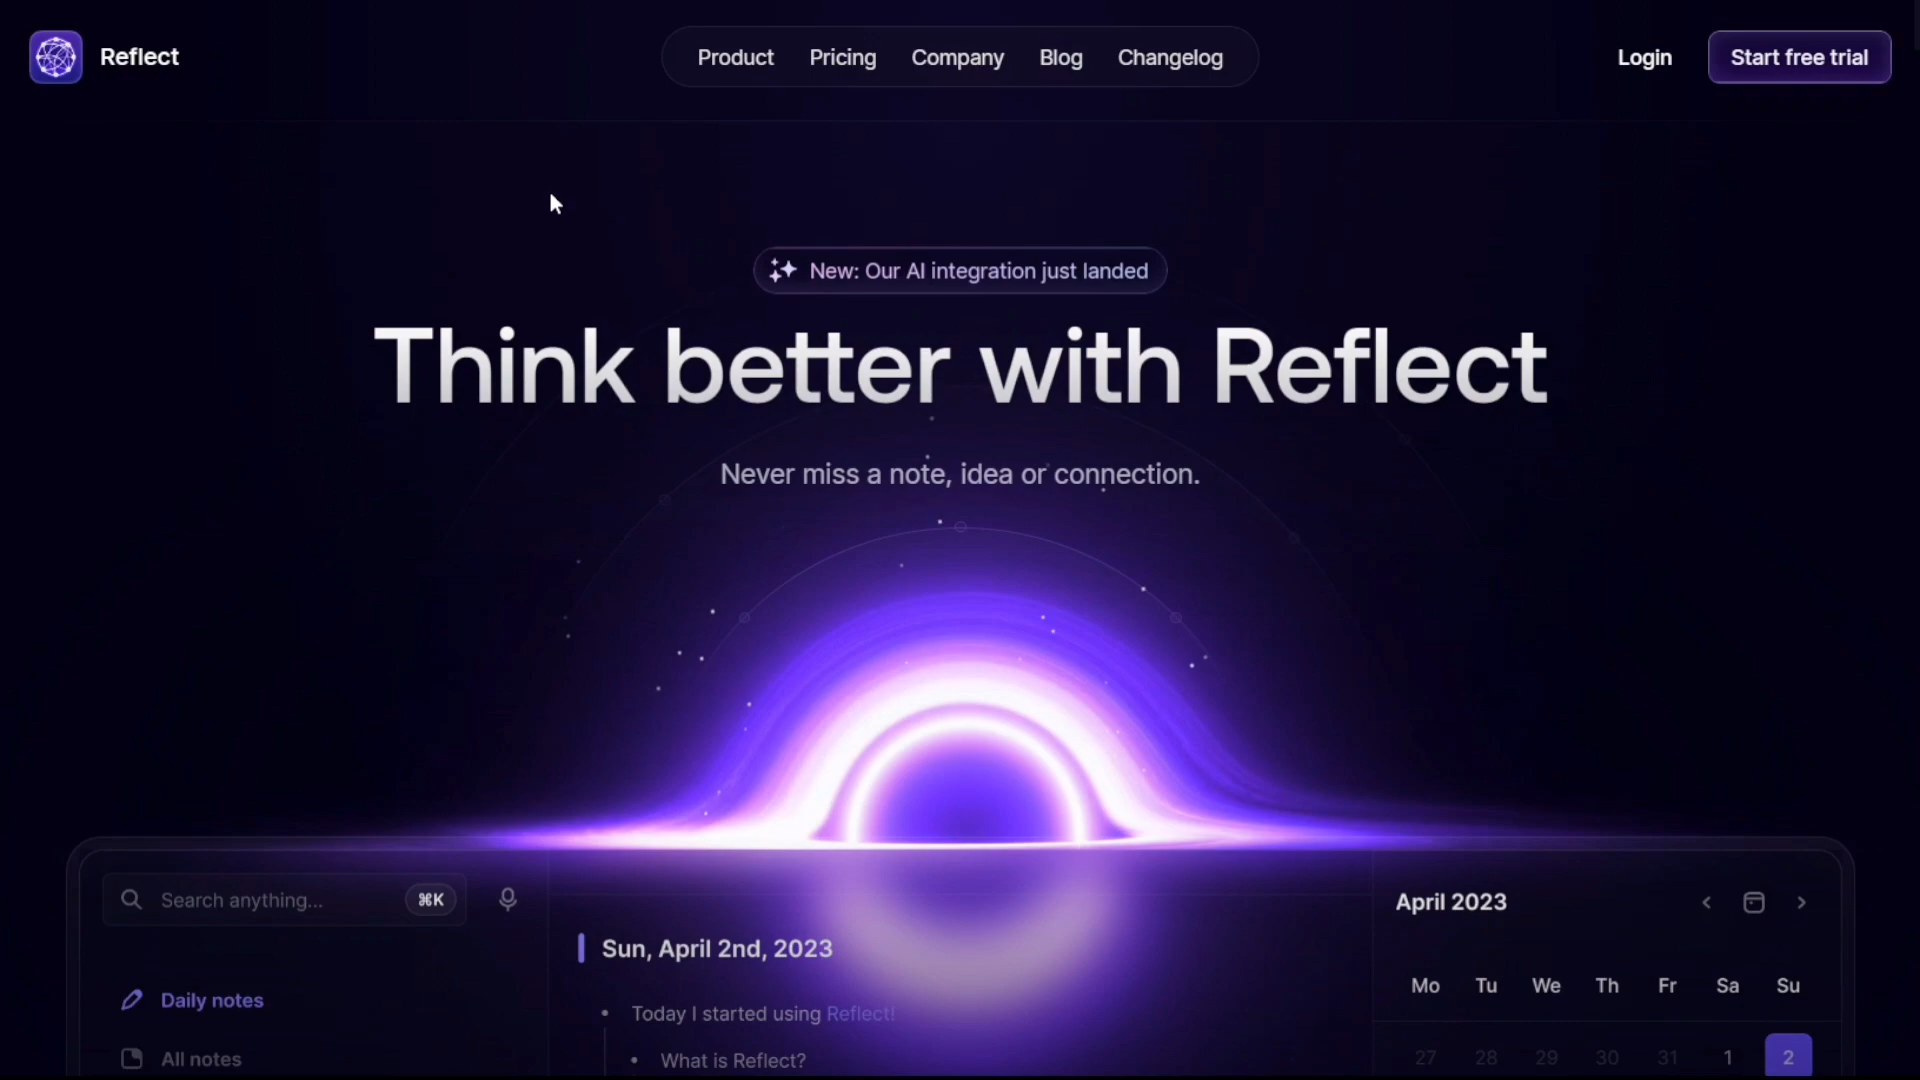 Reflect
Product Pricing Company Blog Changelog
Login
Start free trial
New: Our AI integration just landed
Think better with Reflect
Never miss a note, idea or connection.
Search anything... ⌘K
Daily notes
All notes
Sun, April 2nd, 2023
• Today I started using Reflect!
• What is Reflect?
April 2023
Mo Tu We Th Fr Sa Su
27 28 29 30 31 1 2